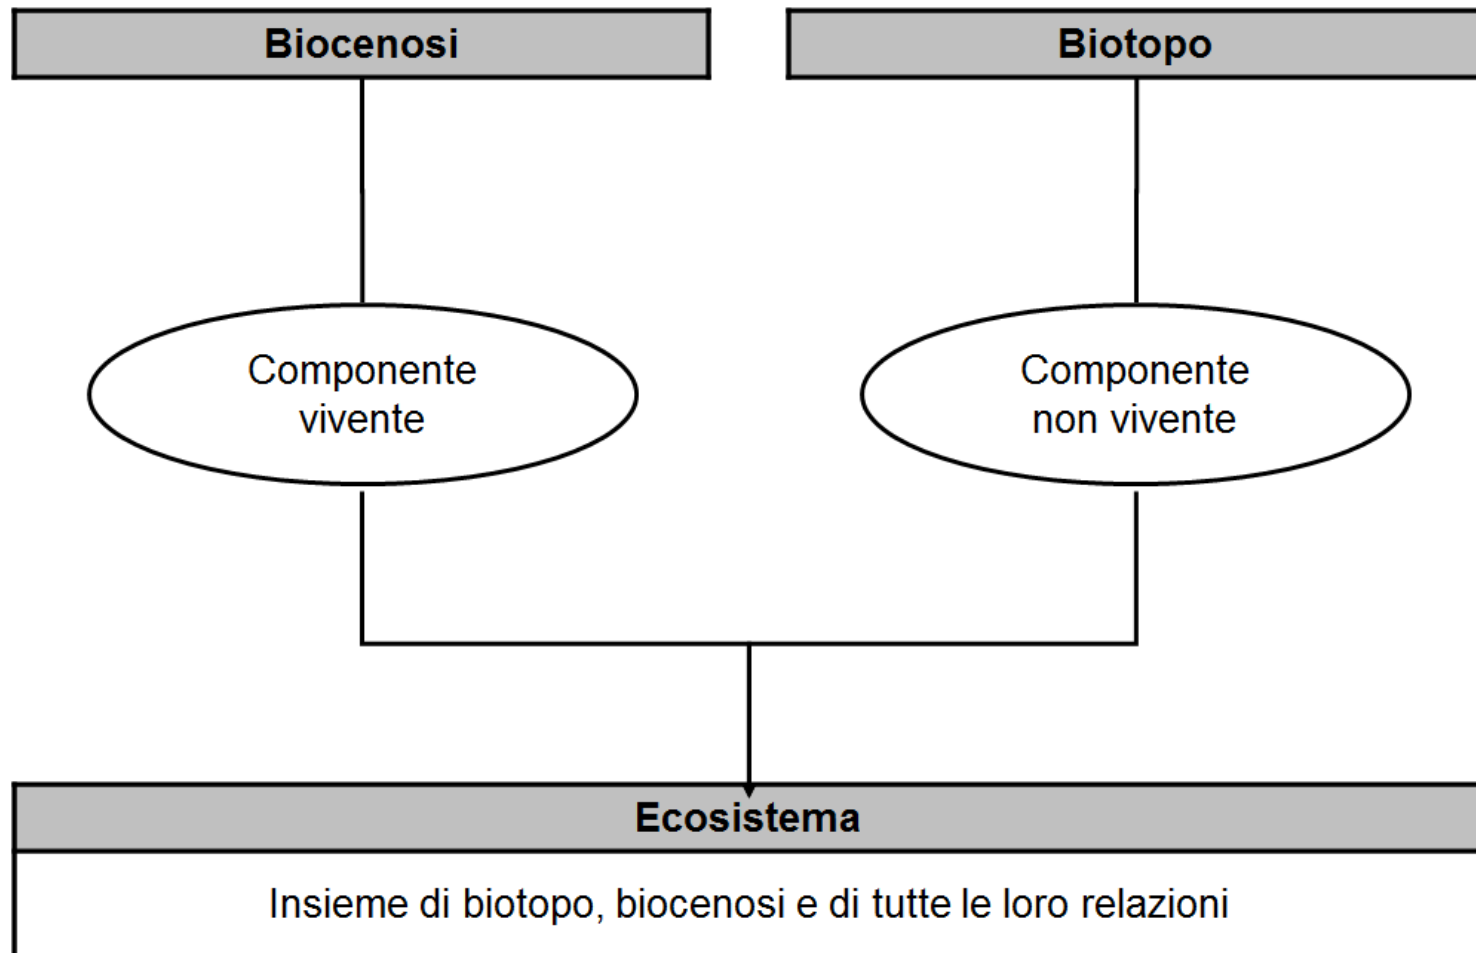 Biocenosi
Biotopo
Componente
vivente
Componente
non vivente
Ecosistema
Insieme di biotopo, biocenosi e di tutte le loro relazioni